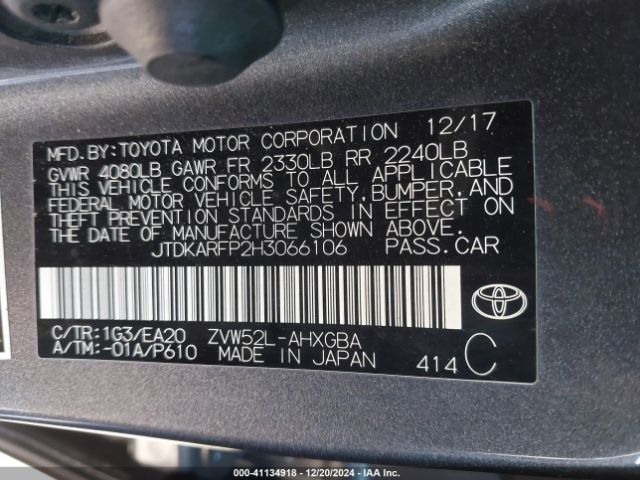 MFD.BY:TOYOTA MOTOR CORPORATION 12/17
GVWR 4080LB GAWR FR 2330LB RR 2240LB
THIS VEHICLE CONFORMS TO ALL APPLICABLE
FEDERAL MOTOR VEHICLE SAFETY,BUMPER,AND
THEFT PREVENTION STANDARDS IN EFFECT ON
THE DATE OF MANUFACTURE SHOWN ABOVE.
JTDKARFP2H3066106 PASS.CAR
C/TR:1G3/EA20 ZVW52L-AHXGBA
A/TM:-01A/P610 MADE IN JAPAN 414 C
000-41134918 - 12/20/2024 - IAA Inc.